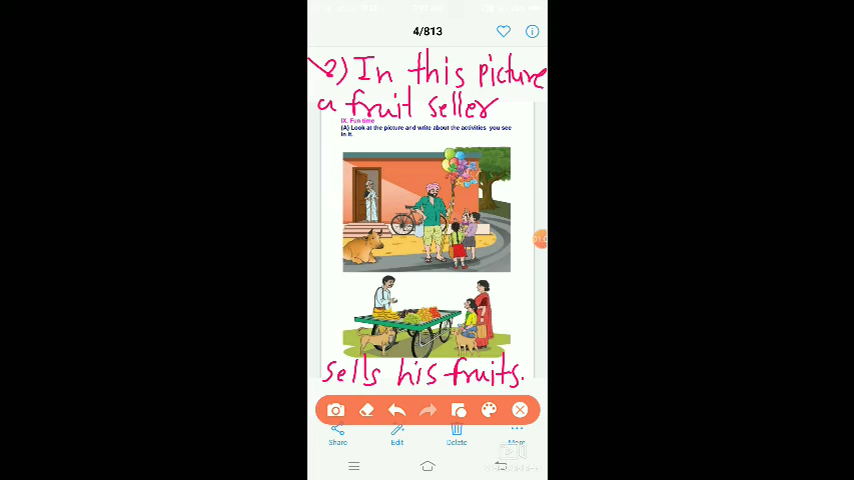 4/813
In this picture
a fruit seller
IX. Fun time
(A) Look at the picture and write about the activities you see
in it.
sells his fruits.
Share
Edit
Delete
More